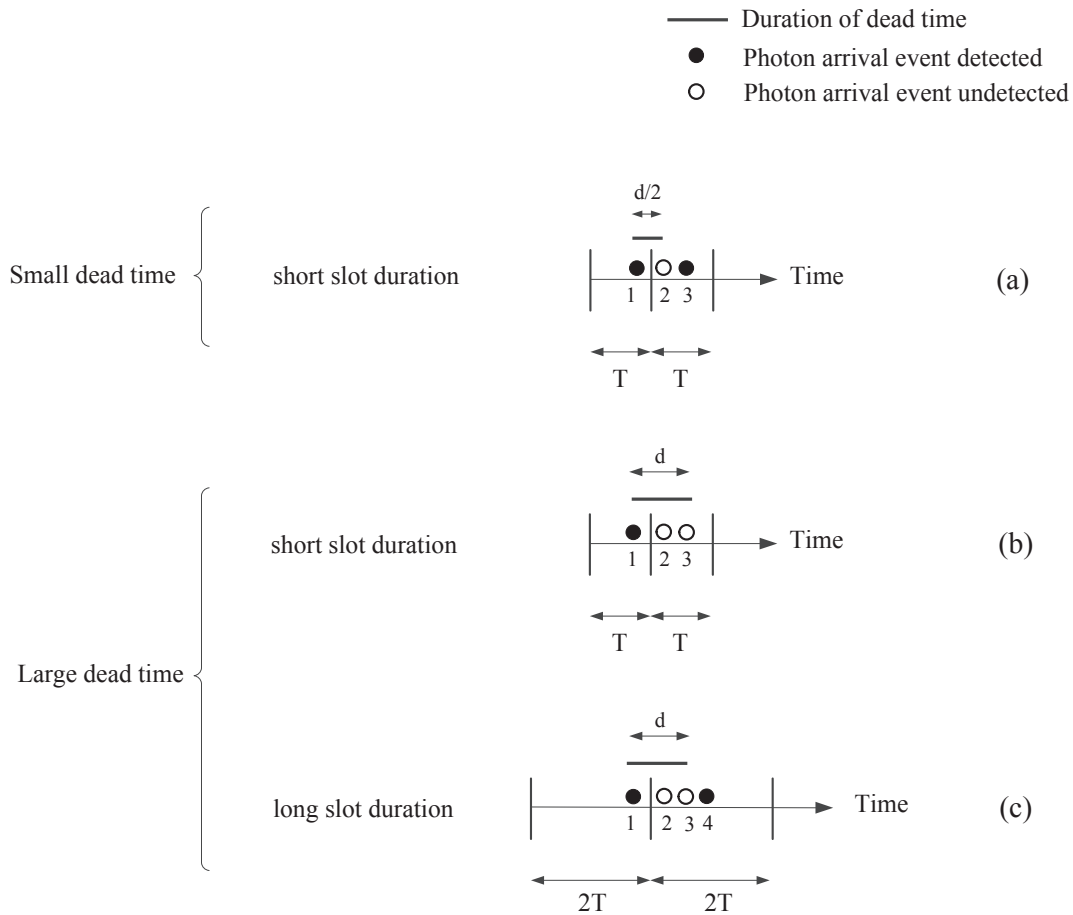 Duration of dead time
Photon arrival event detected
Photon arrival event undetected
d/2
Small dead time
short slot duration
Time
(a)
1 2 3
T T
d
short slot duration
Time
(b)
1 2 3
T T
Large dead time
d
long slot duration
Time
(c)
1 2 3 4
2T 2T